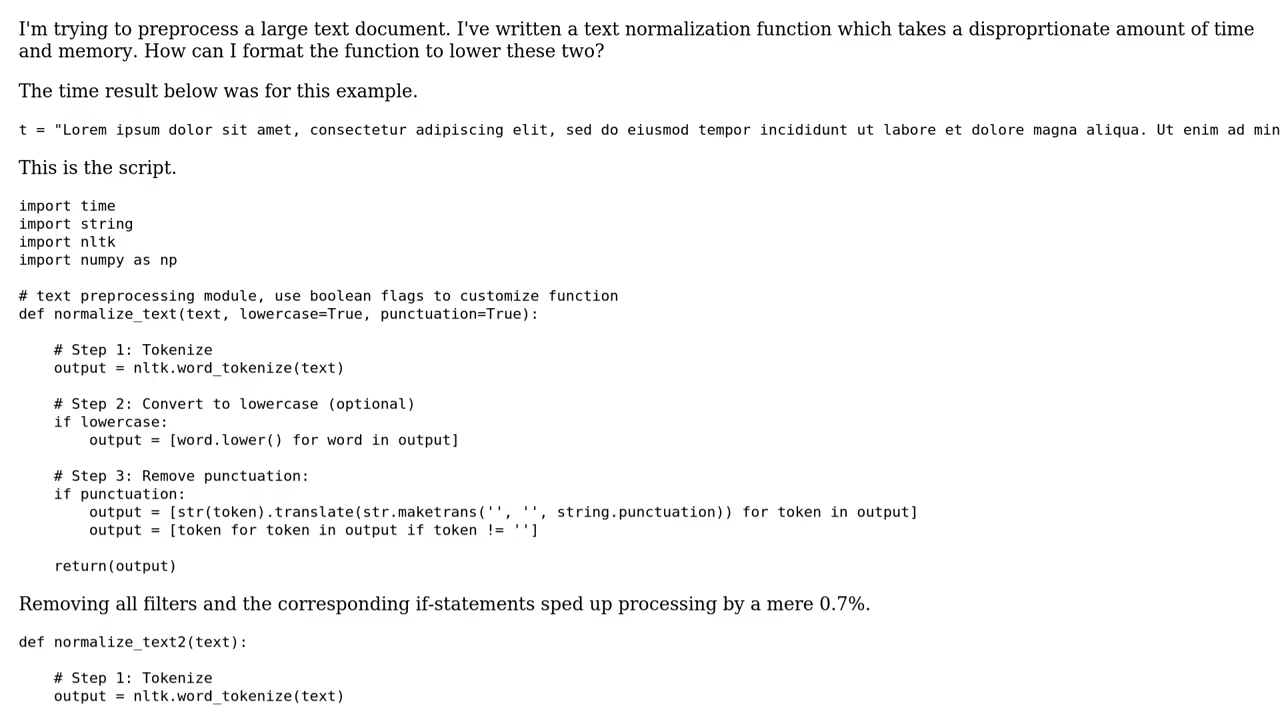 I'm trying to preprocess a large text document. I've written a text normalization function which takes a disproprtionate amount of time
and memory. How can I format the function to lower these two?
The time result below was for this example.
t = "Lorem ipsum dolor sit amet, consectetur adipiscing elit, sed do eiusmod tempor incididunt ut labore et dolore magna aliqua. Ut enim ad min
This is the script.
import time
import string
import nltk
import numpy as np
# text preprocessing module, use boolean flags to customize function
def normalize_text(text, lowercase=True, punctuation=True):
    # Step 1: Tokenize
    output = nltk.word_tokenize(text)
    # Step 2: Convert to lowercase (optional)
    if lowercase:
        output = [word.lower() for word in output]
    # Step 3: Remove punctuation:
    if punctuation:
        output = [str(token).translate(str.maketrans('', '', string.punctuation)) for token in output]
        output = [token for token in output if token != '']
    return(output)
Removing all filters and the corresponding if-statements sped up processing by a mere 0.7%.
def normalize_text2(text):
    # Step 1: Tokenize
    output = nltk.word_tokenize(text)